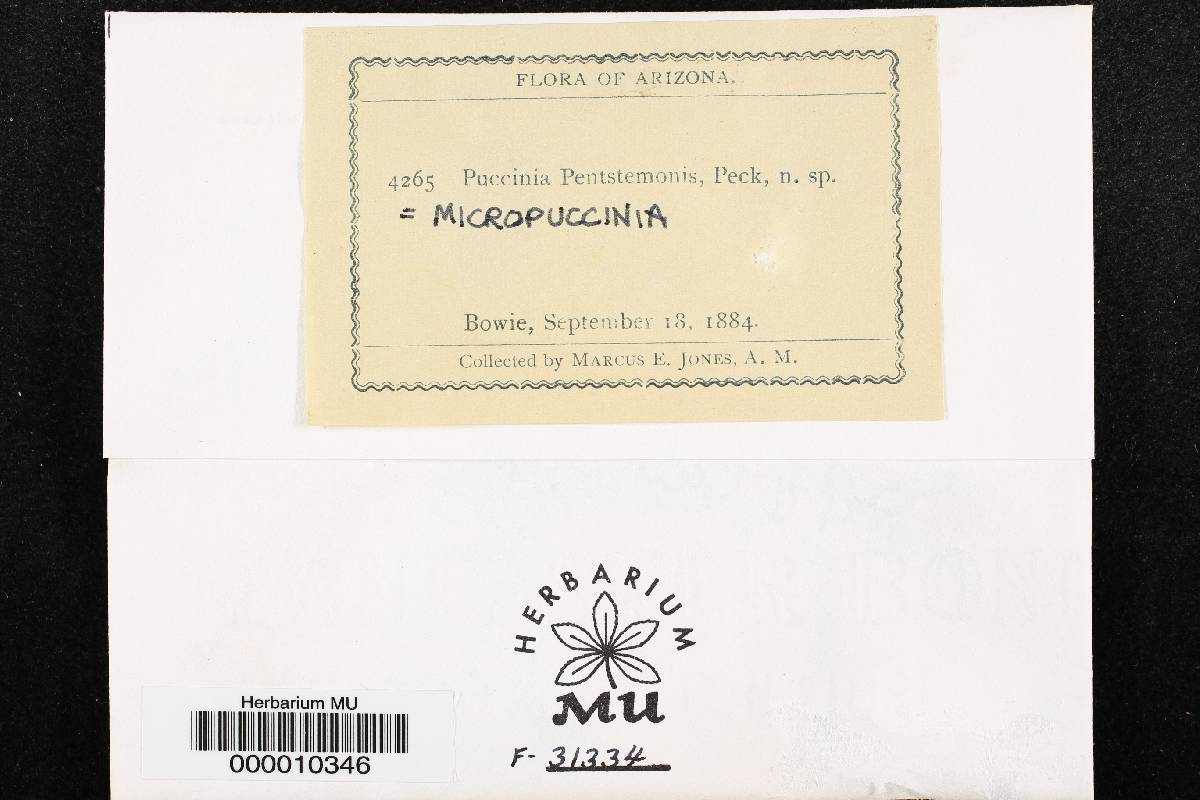 FLORA OF ARIZONA.
4265 Puccinia Pentstemonis, Peck, n. sp.
= MICROPUCCINIA
Bowie, September 18, 1884.
Collected by MARCUS E. JONES, A. M.
HERBARIUM
MU
F- 31334
Herbarium MU
000010346